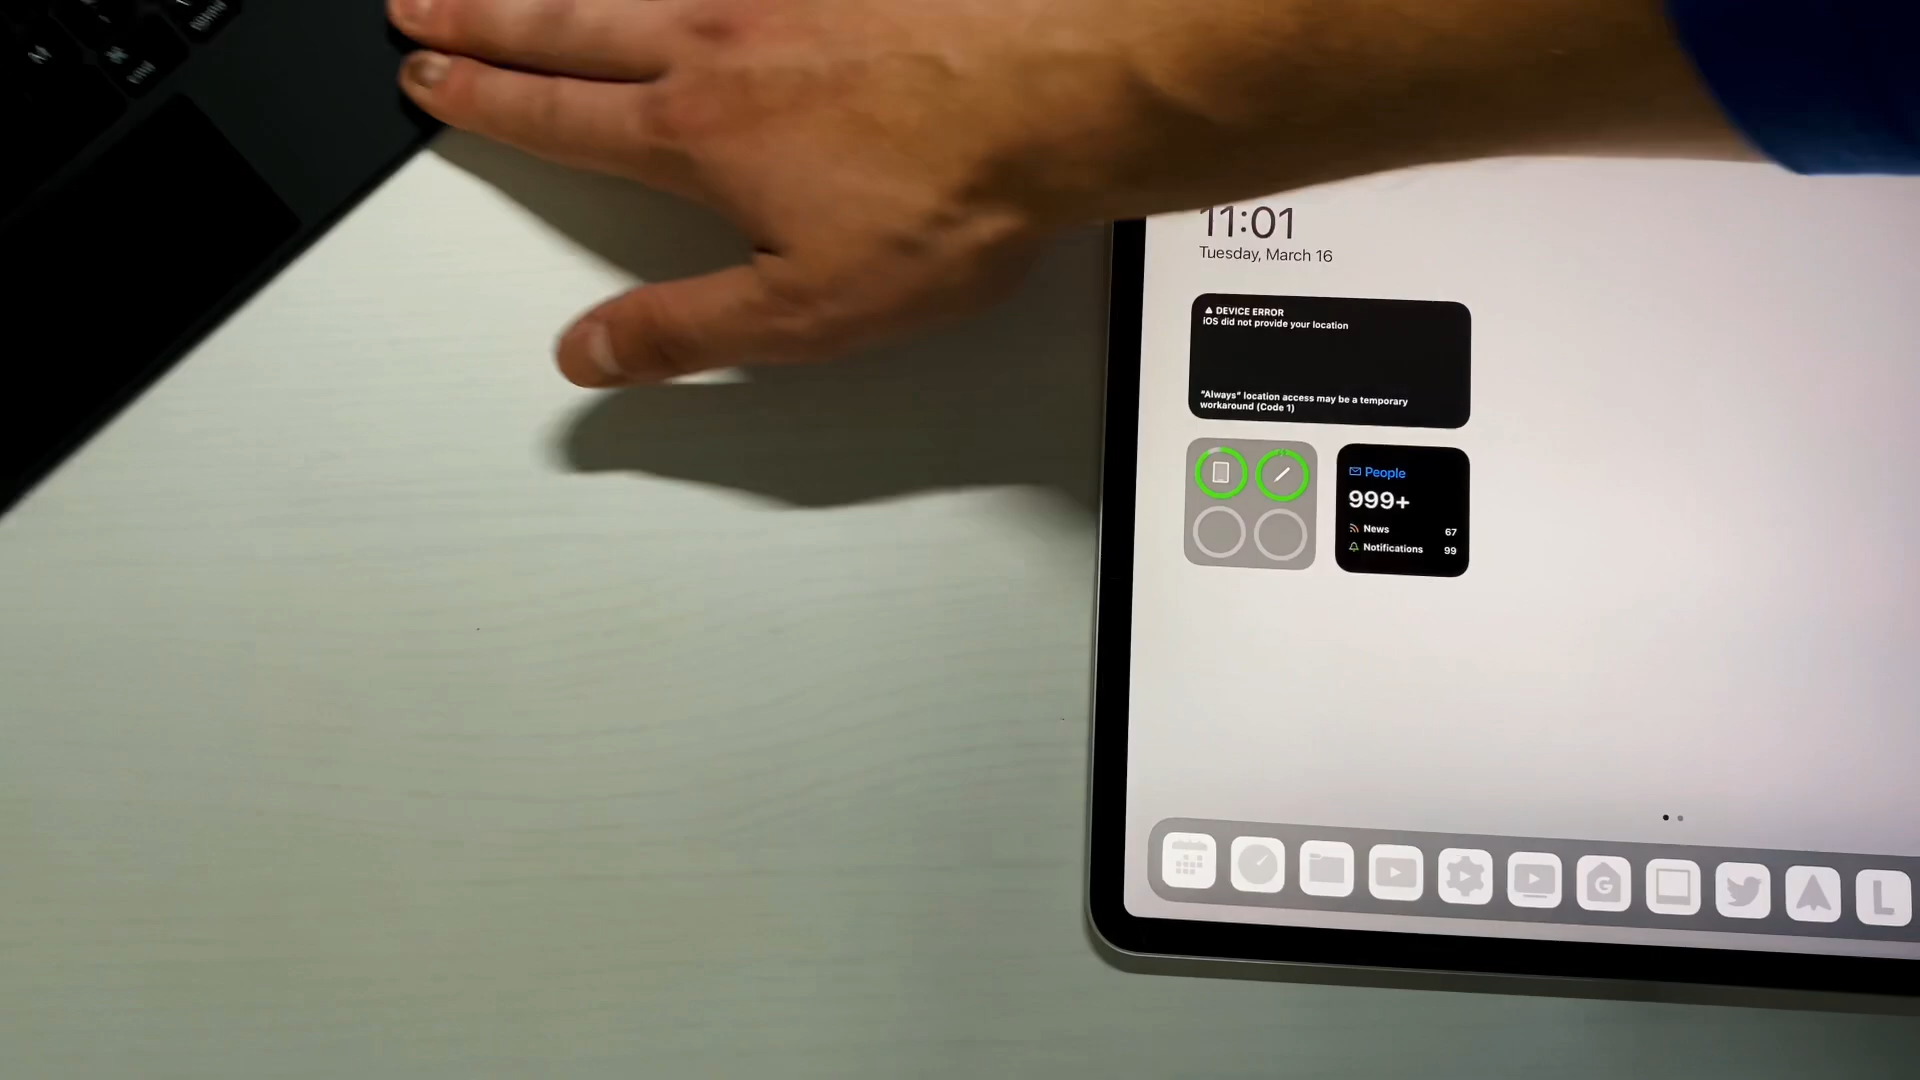 11:01
Tuesday, March 16
DEVICE ERROR
iOS did not provide your location
"Always" location access may be a temporary
workaround (Code 1)
People
999+
News 67
Notifications 99
G
L